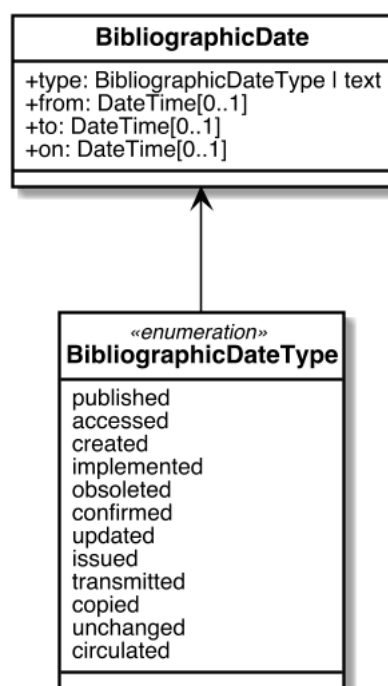 BibliographicDate
+type: BibliographicDateType | text
+from: DateTime[0..1]
+to: DateTime[0..1]
+on: DateTime[0..1]
«enumeration»
BibliographicDateType
published
accessed
created
implemented
obsoleted
confirmed
updated
issued
transmitted
copied
unchanged
circulated